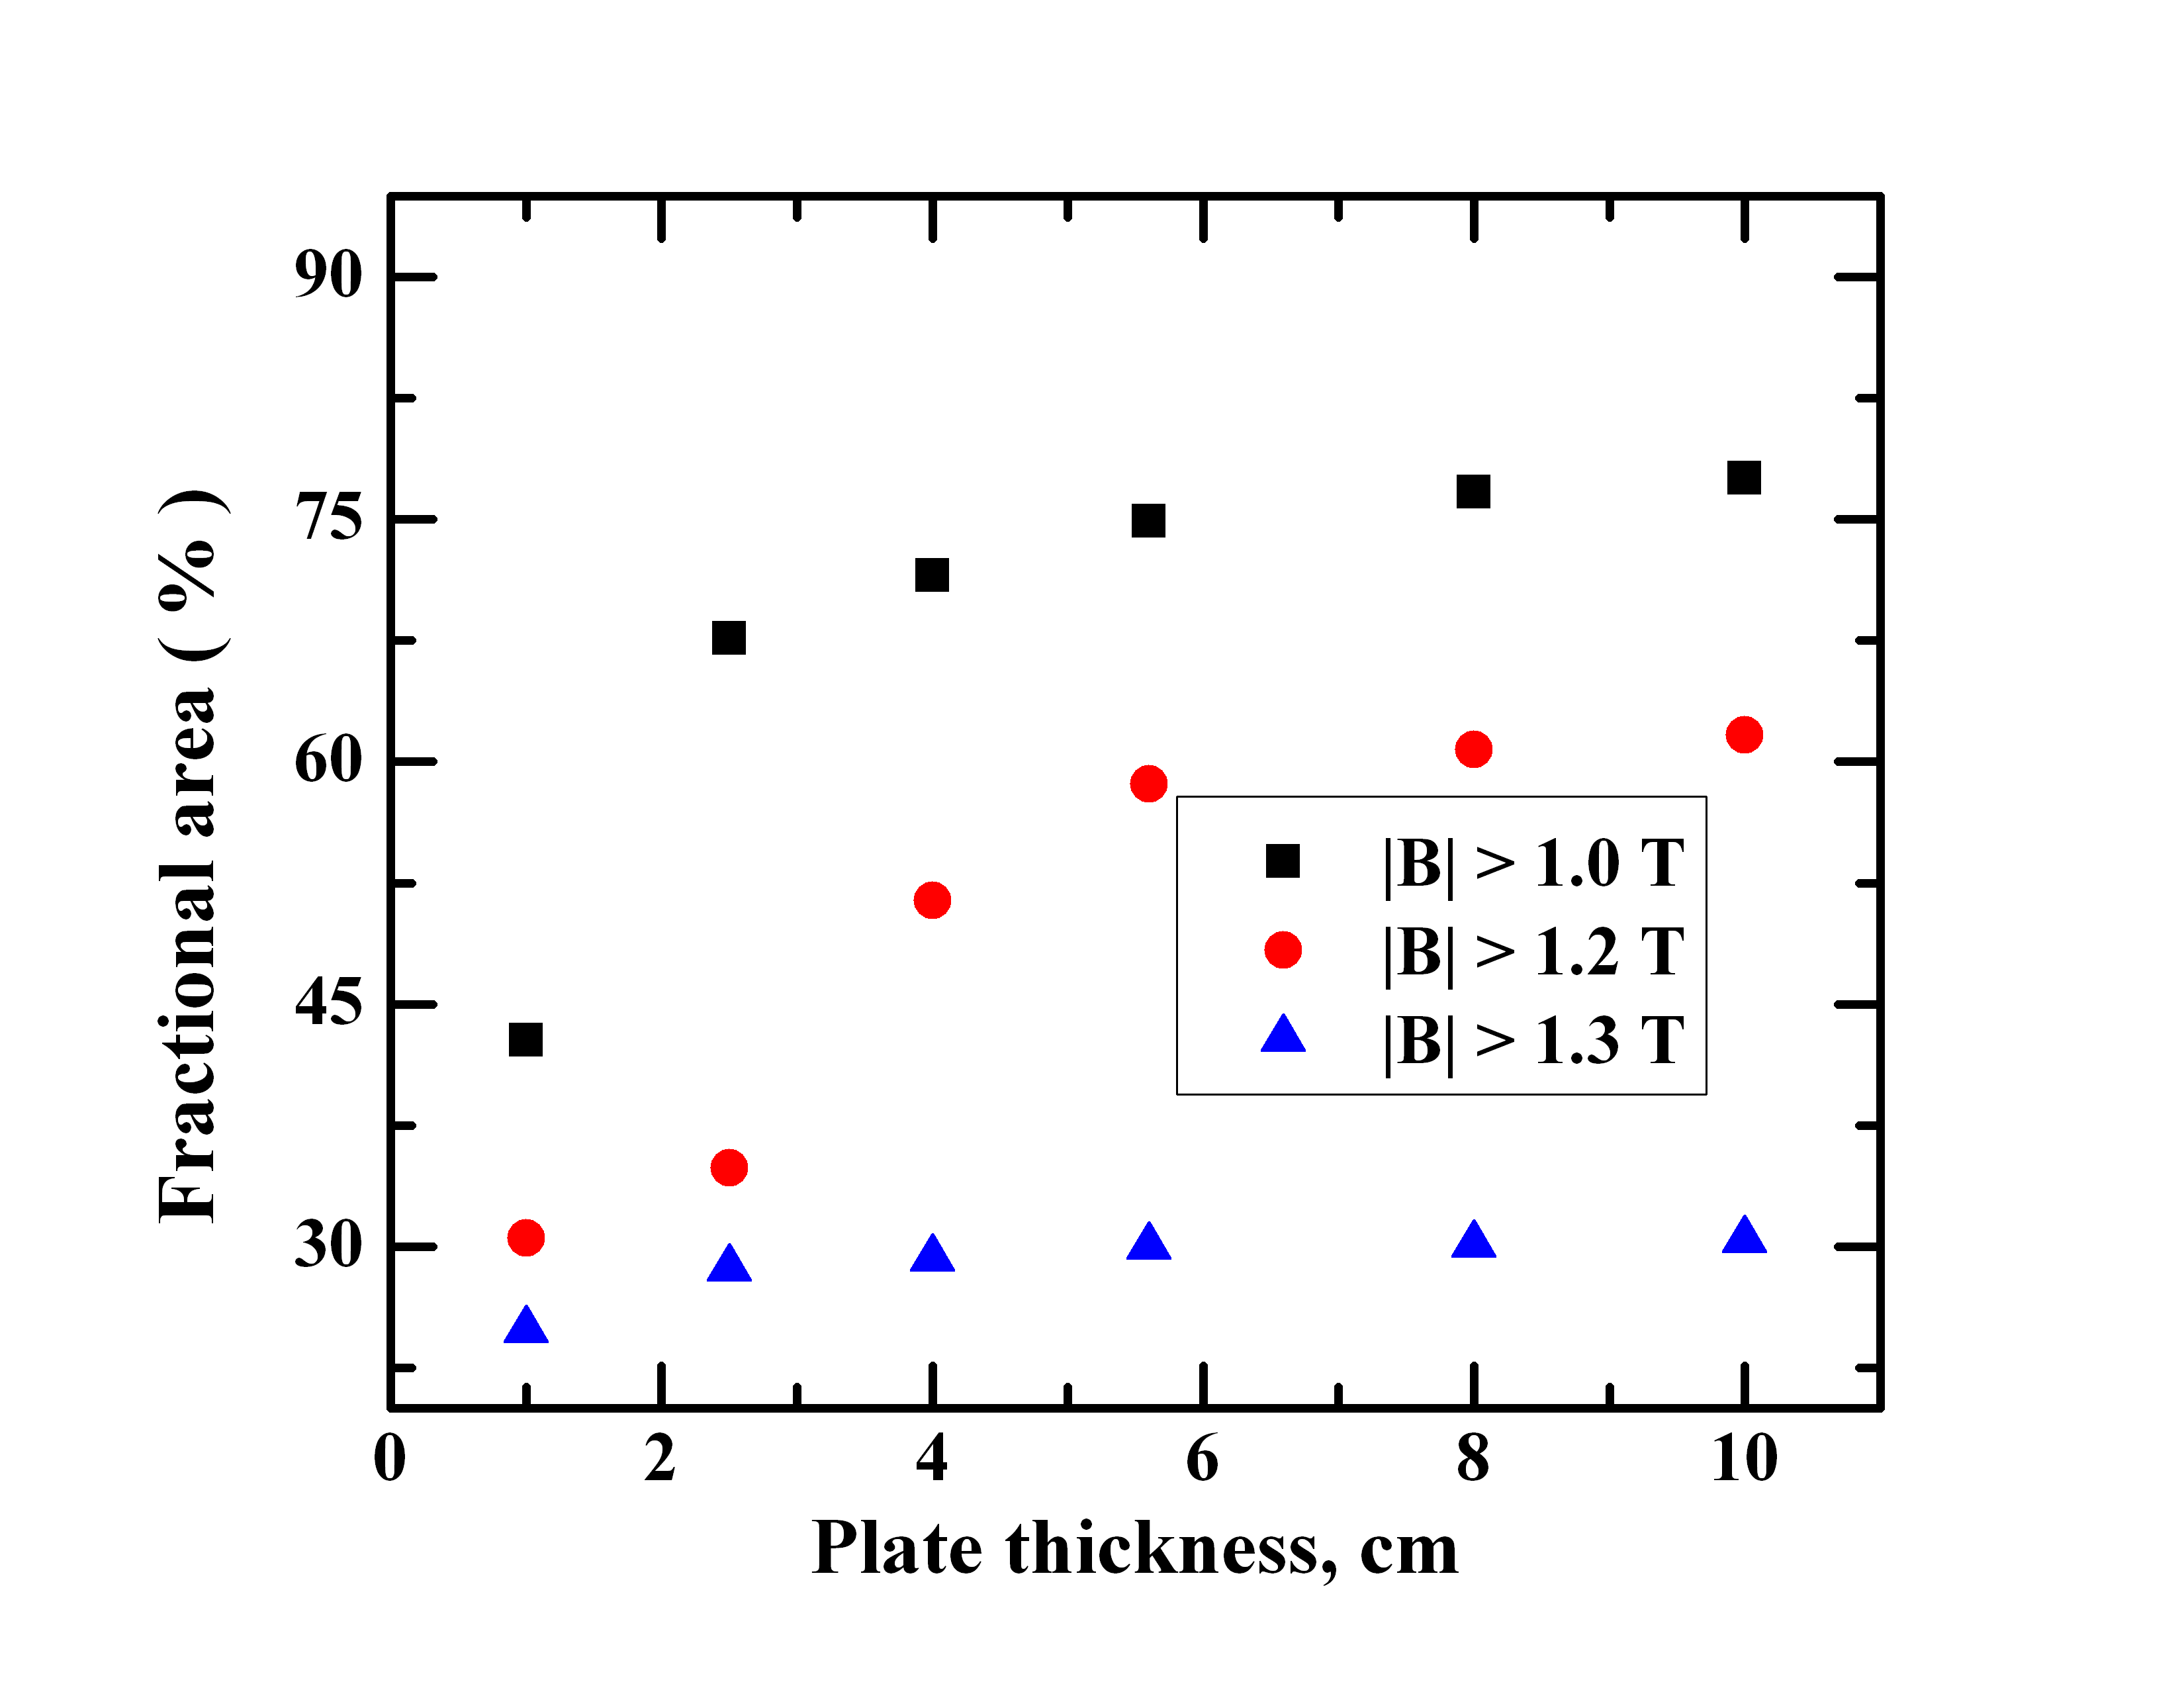 90
75
60
45
30
Fractional area ( % )
|B| > 1.0 T
|B| > 1.2 T
|B| > 1.3 T
0 2 4 6 8 10
Plate thickness, cm